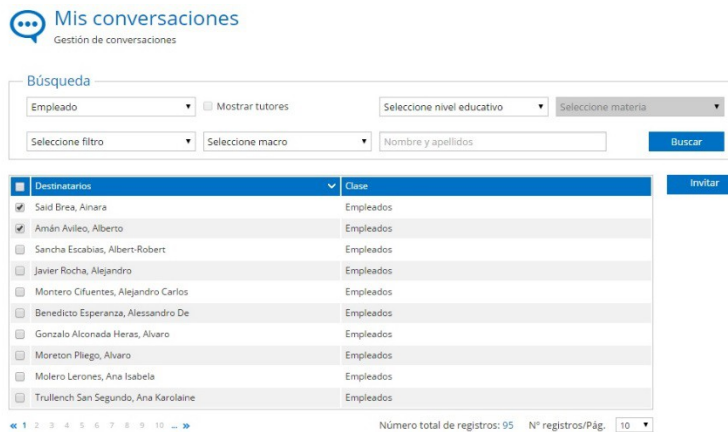 Mis conversaciones
Gestión de conversaciones
Búsqueda
Empleado Mostrar tutores Seleccione nivel educativo Seleccione materia
Seleccione filtro Seleccione macro Nombre y apellidos Buscar
Destinatarios Clase Invitar
Said Brea, Ainara Empleados
Amán Avileo, Alberto Empleados
Sancha Escabias, Albert-Robert Empleados
Javier Rocha, Alejandro Empleados
Montero Cifuentes, Alejandro Carlos Empleados
Benedicto Esperanza, Alessandro De Empleados
Gonzalo Alconada Heras, Alvaro Empleados
Moreton Pliego, Alvaro Empleados
Molero Lerones, Ana Isabela Empleados
Trullench San Segundo, Ana Karolaine Empleados
« 1 2 3 4 5 6 7 8 9 10 ... » Número total de registros: 95 Nº registros/Pág. 10